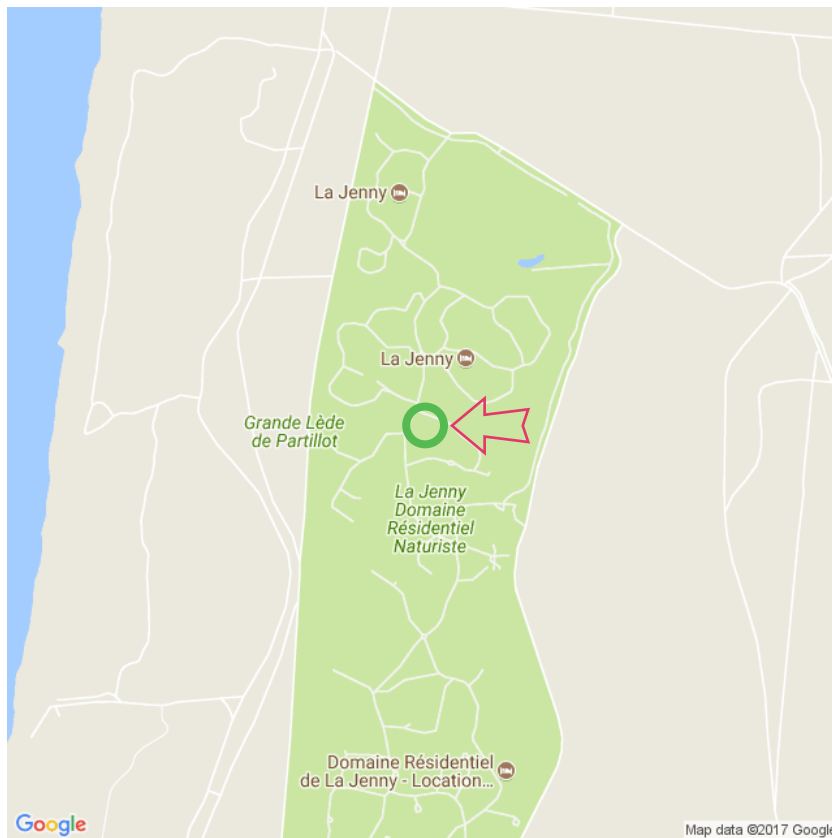 La Jenny
La Jenny
Grande Lède
de Partillot
La Jenny
Domaine
Résidentiel
Naturiste
Domaine Résidentiel
de La Jenny - Location...
Google
Map data ©2017 Google